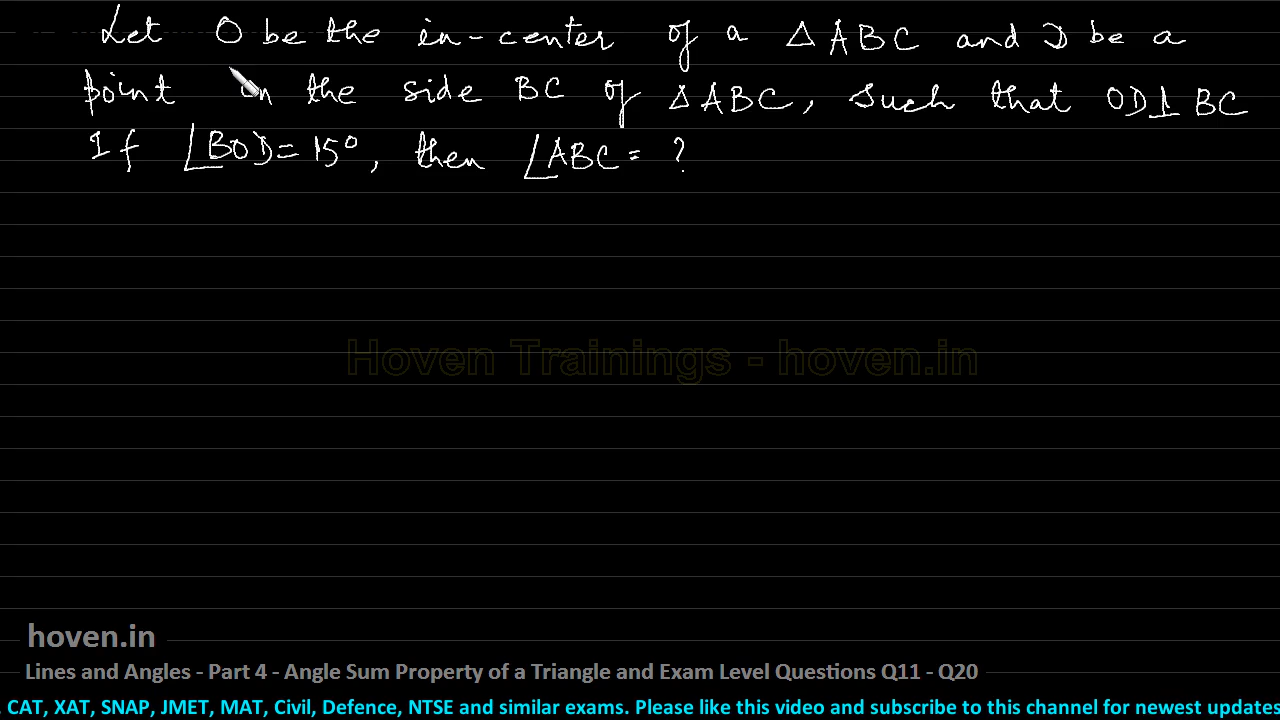 Let O be the in-center of a △ABC and D be a
point on the side BC of △ABC, such that OD⊥BC
If ∠BOD=15°, then ∠ABC= ?
Hoven Trainings - hoven.in
hoven.in
Lines and Angles - Part 4 - Angle Sum Property of a Triangle and Exam Level Questions Q11 - Q20
CAT, XAT, SNAP, JMET, MAT, Civil, Defence, NTSE and similar exams. Please like this video and subscribe to this channel for newest updates